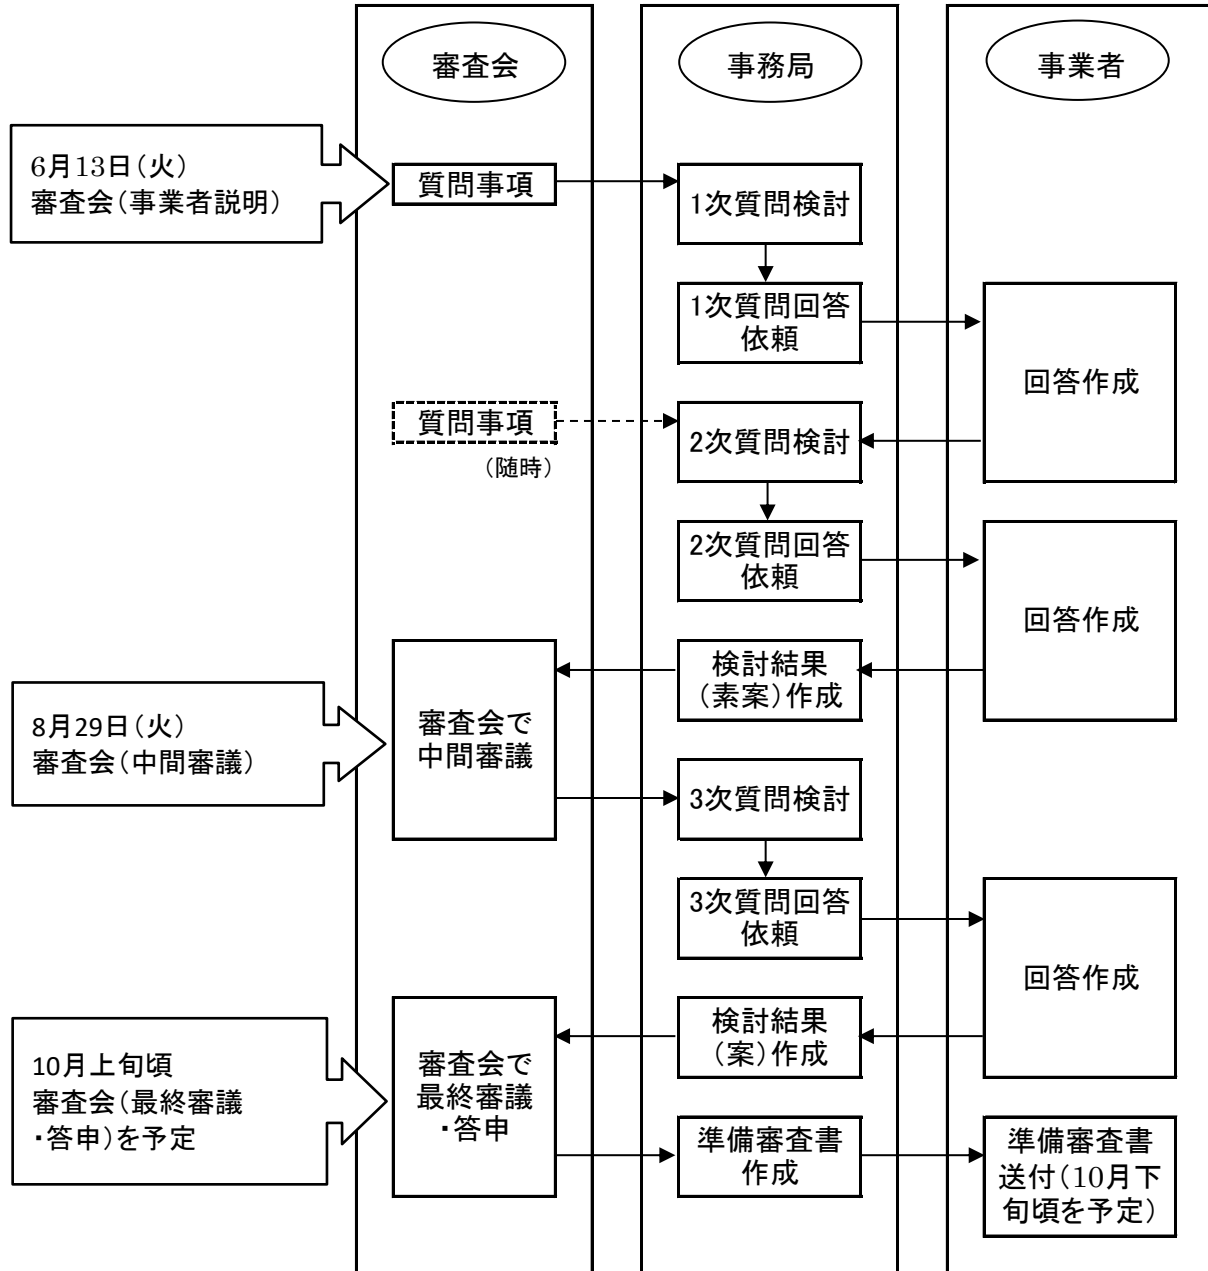 審査会
事務局
事業者
6月13日(火)
審査会(事業者説明)
質問事項
1次質問検討
1次質問回答
依頼
回答作成
質問事項
(随時)
2次質問検討
2次質問回答
依頼
回答作成
検討結果
(素案)作成
8月29日(火)
審査会(中間審議)
審査会で
中間審議
3次質問検討
3次質問回答
依頼
回答作成
検討結果
(案)作成
10月上旬頃
審査会(最終審議
・答申)を予定
審査会で
最終審議
・答申
準備審査書
作成
準備審査書
送付(10月下
旬頃を予定)